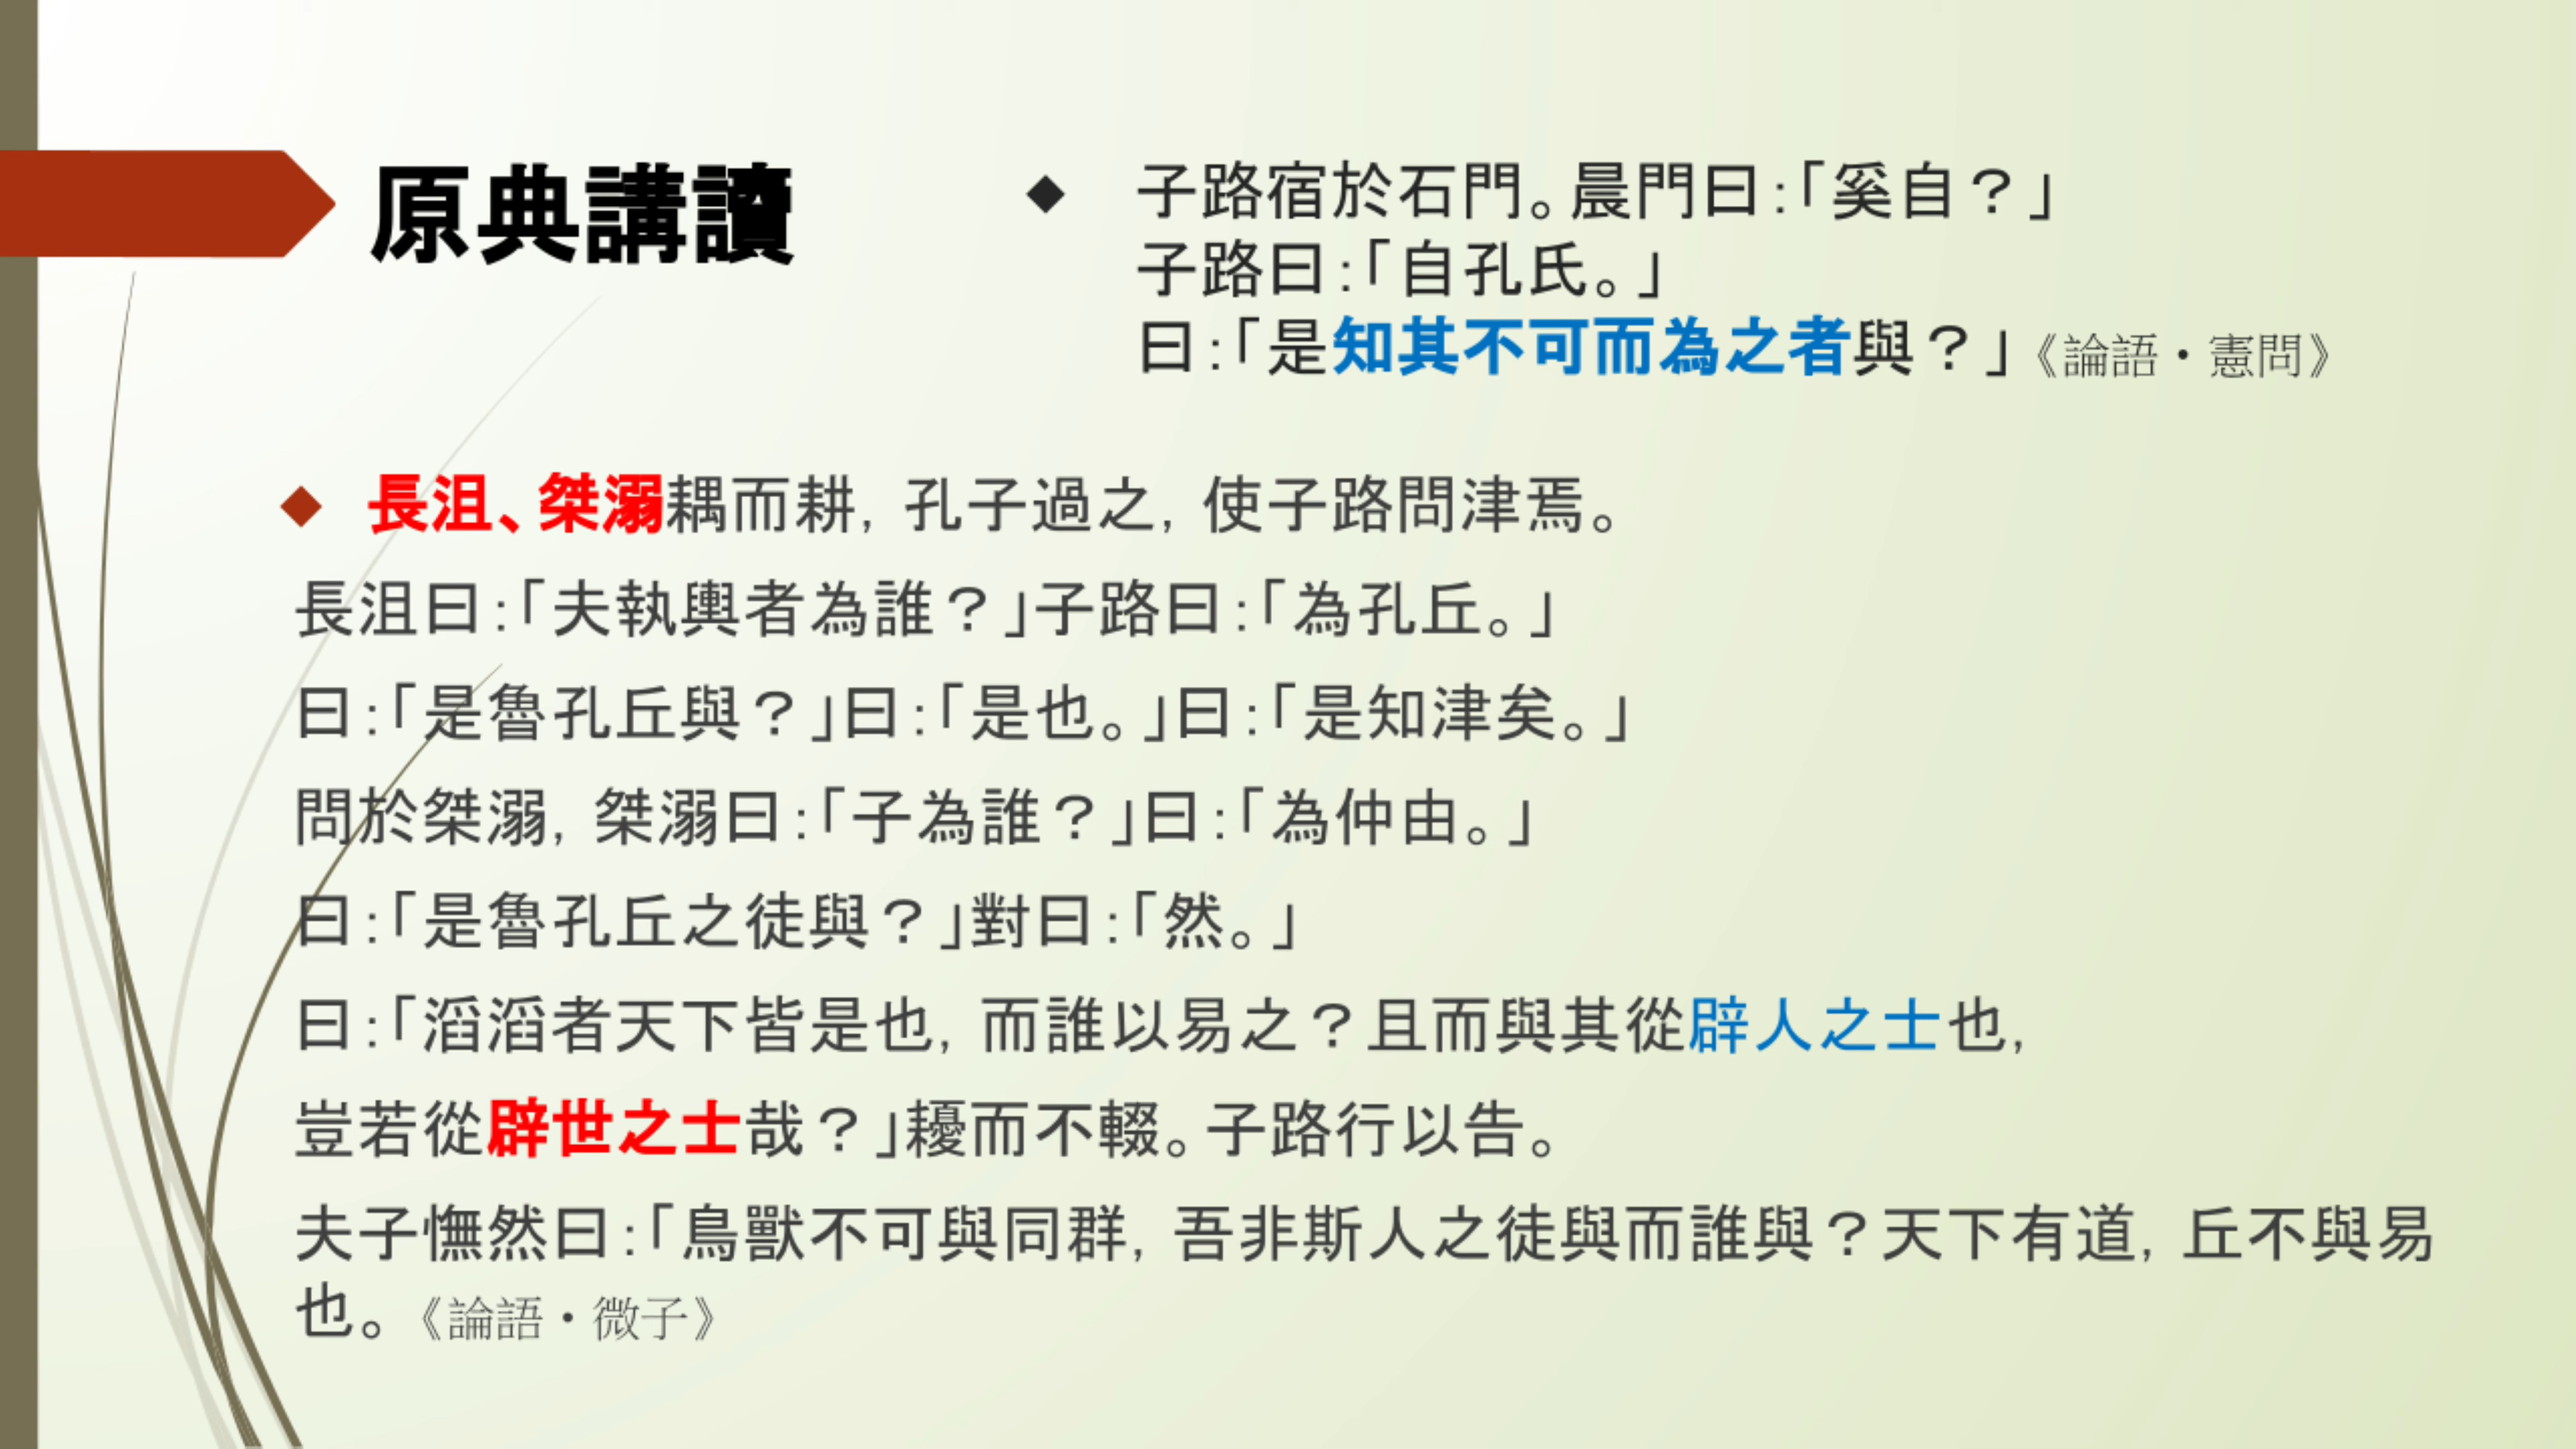 原典講讀
子路宿於石門。晨門曰:「奚自？」
子路曰:「自孔氏。」
曰:「是知其不可而為之者與？」《論語・憲問》
長沮、桀溺耦而耕, 孔子過之, 使子路問津焉。
長沮曰:「夫執輿者為誰？」子路曰:「為孔丘。」
曰:「是魯孔丘與？」曰:「是也。」曰:「是知津矣。」
問於桀溺, 桀溺曰:「子為誰？」曰:「為仲由。」
曰:「是魯孔丘之徒與？」對曰:「然。」
曰:「滔滔者天下皆是也, 而誰以易之？且而與其從辟人之士也,
豈若從辟世之士哉？」耰而不輟。子路行以告。
夫子憮然曰:「鳥獸不可與同群, 吾非斯人之徒與而誰與？天下有道, 丘不與易
也。《論語・微子》